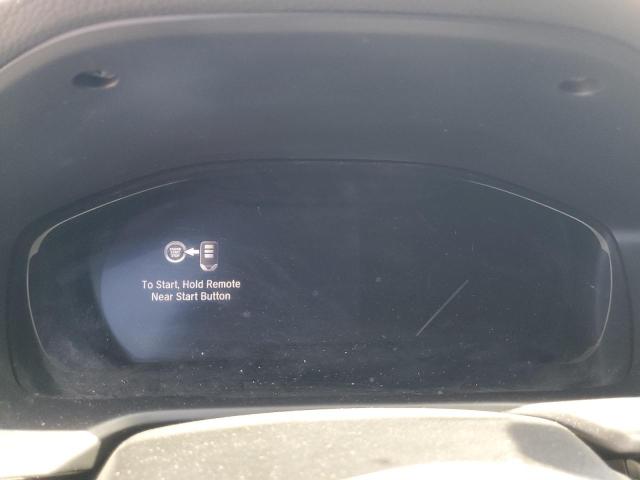 To Start, Hold Remote
Near Start Button